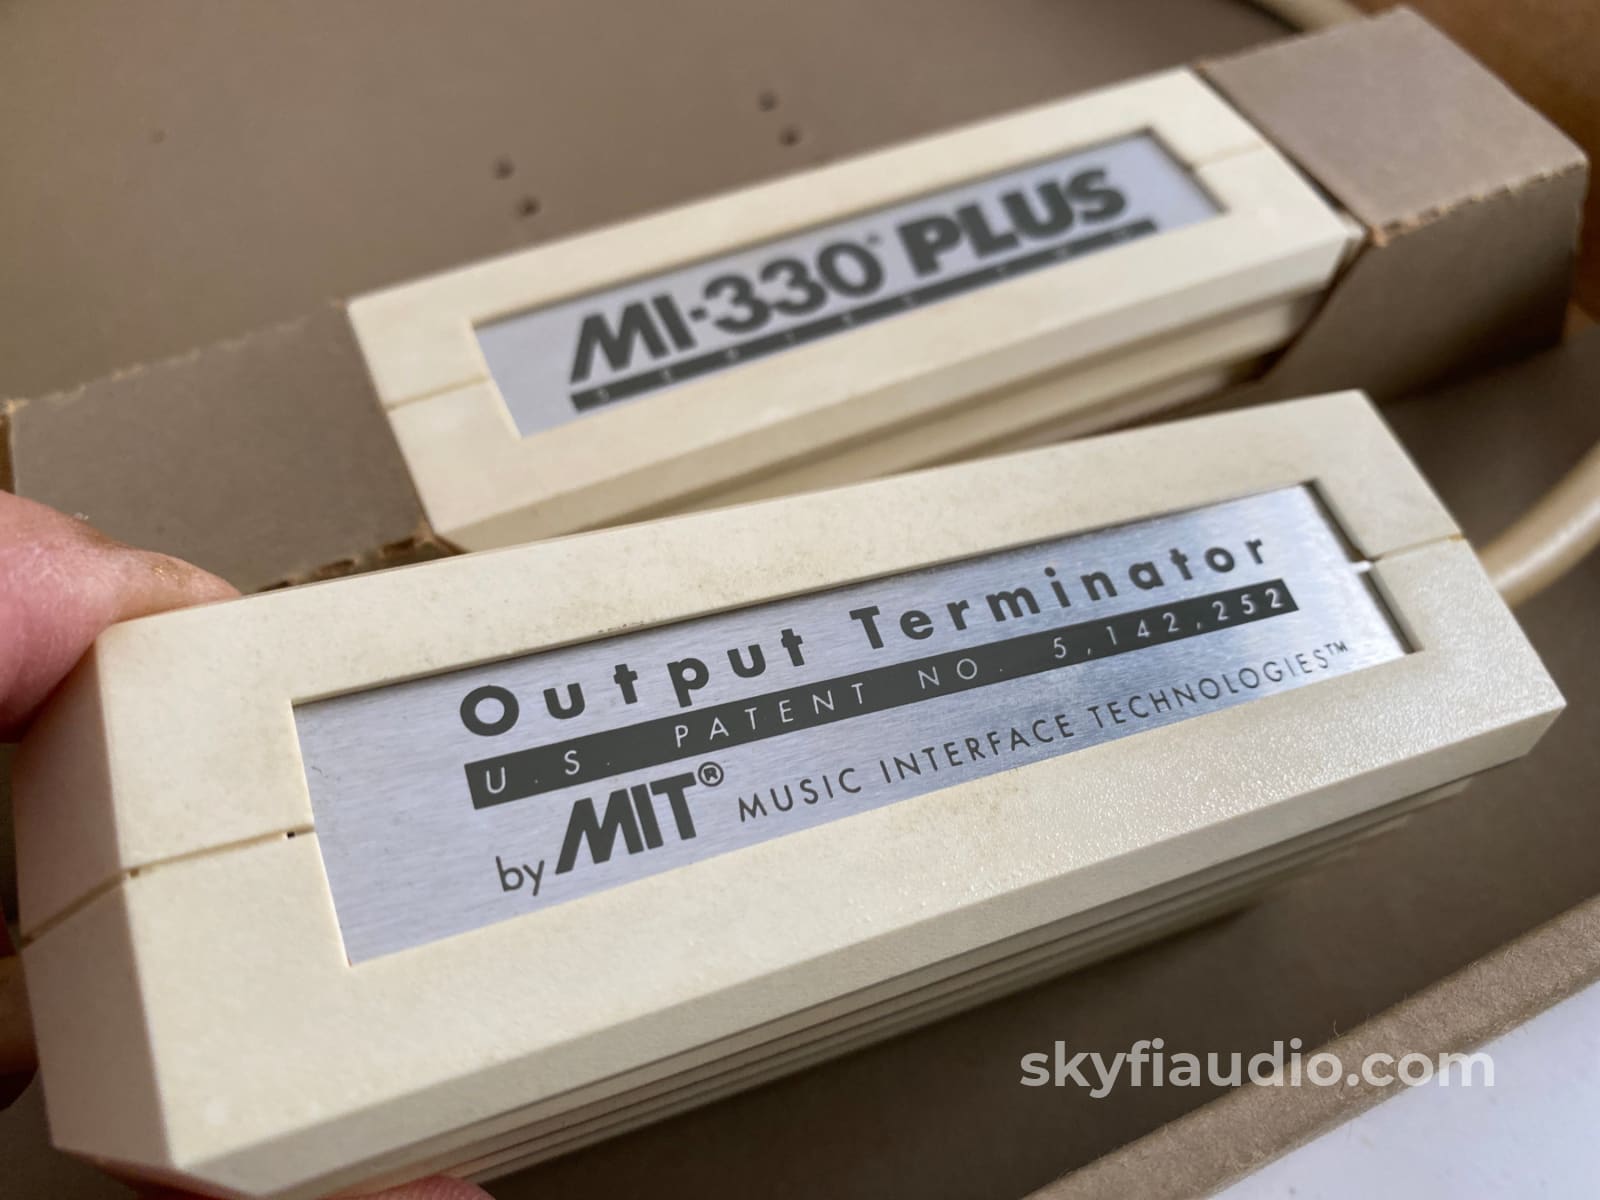 MI-330 PLUS
Output Terminator
U.S. PATENT NO. 5,142,252
by MIT® MUSIC INTERFACE TECHNOLOGIES™
skyfiaudio.com